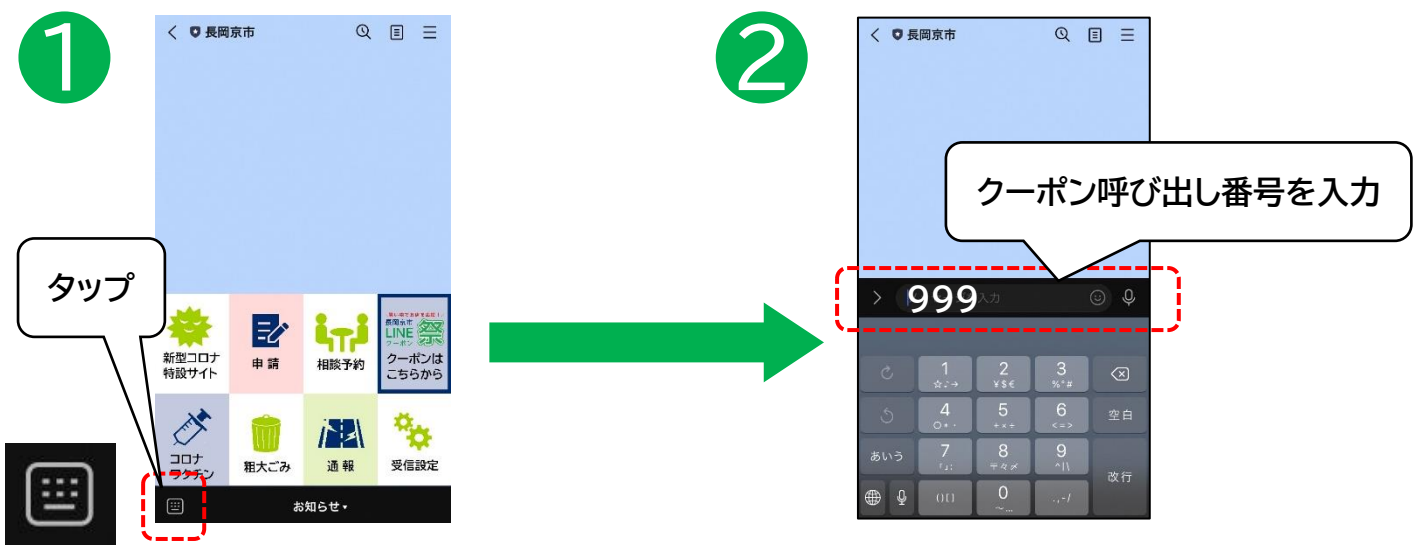 1
長岡京市
タップ
新型コロナ
特設サイト
申請
相談予約
長岡京市
LINE
クーポン
祭
クーポンは
こちらから
コロナ
ワクチン
粗大ごみ
通報
受信設定
お知らせ▾
2
長岡京市
クーポン呼び出し番号を入力
999
入力
1
☆♪→
2
¥$€
3
%°#
4
○*・
5
+×÷
6
<=>
空白
あいう
7
「」:
8
〒々〆
9
^|\
改行
()[]
0
~…
.,-/